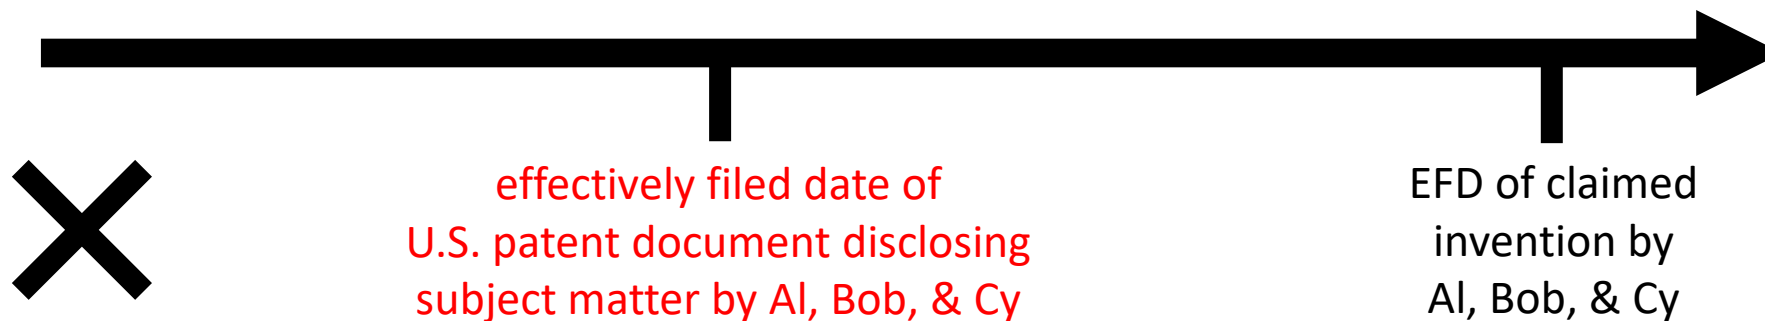 effectively filed date of
U.S. patent document disclosing
subject matter by Al, Bob, & Cy
EFD of claimed
invention by
Al, Bob, & Cy